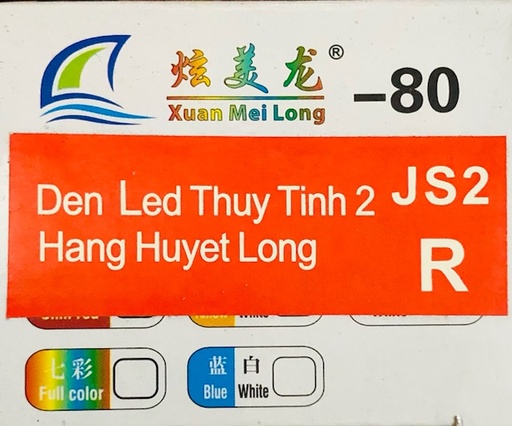 炫美龙® -80
Xuan Mei Long
Den Led Thuy Tinh 2 JS2
Hang Huyet Long R
White
七彩 蓝 白
Full color Blue White